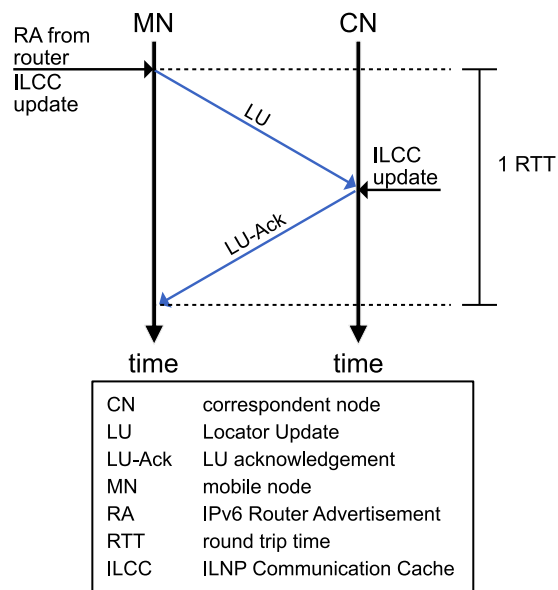 MN
CN
RA from
router
ILCC
update
LU
ILCC
update
1 RTT
LU-Ack
time
time
CN correspondent node
LU Locator Update
LU-Ack LU acknowledgement
MN mobile node
RA IPv6 Router Advertisement
RTT round trip time
ILCC ILNP Communication Cache